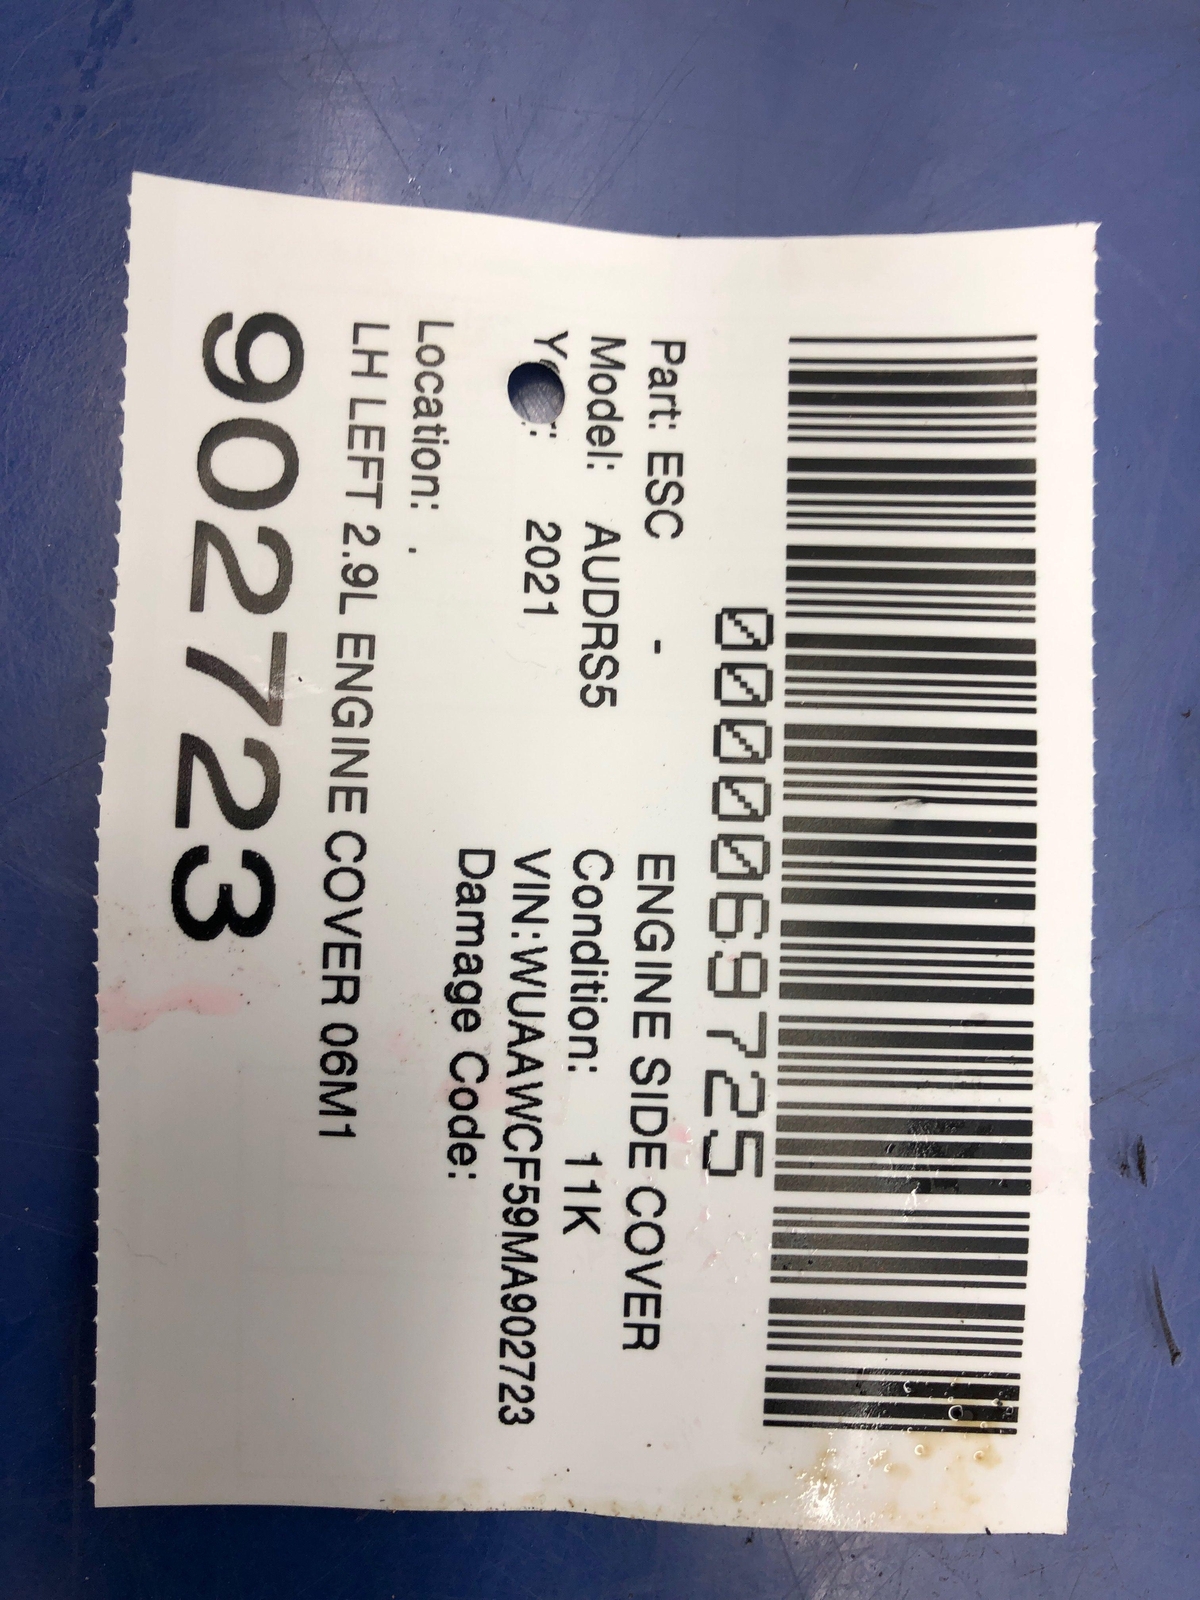 0000069725
Part: ESC - ENGINE SIDE COVER
Model: AUDRS5 Condition: 11K
2021 VIN:WUAAWCF59MA902723
Damage Code:
Location: .
LH LEFT 2.9L ENGINE COVER 06M1
902723